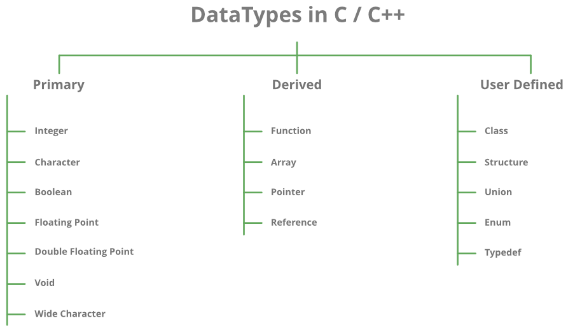 DataTypes in C / C++
Primary
Integer
Character
Boolean
Floating Point
Double Floating Point
Void
Wide Character
Derived
Function
Array
Pointer
Reference
User Defined
Class
Structure
Union
Enum
Typedef